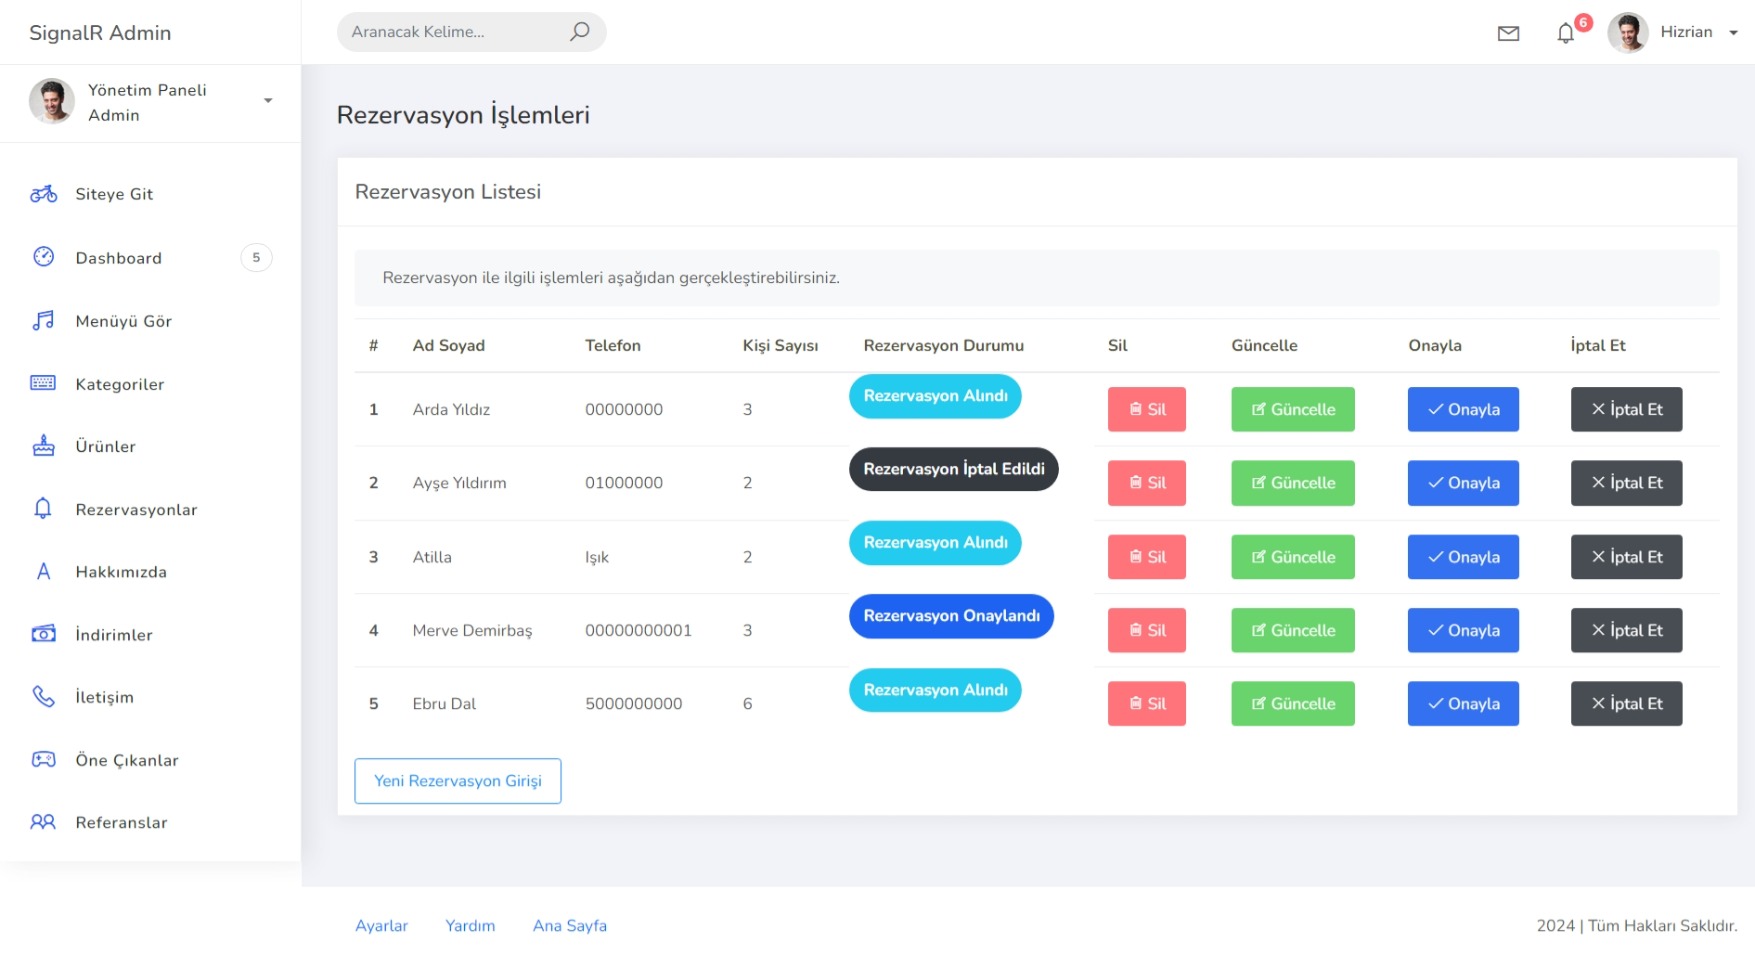 SignalR Admin
Aranacak Kelime...
6
Hizrian
Yönetim Paneli
Admin
Siteye Git
Dashboard
5
Menüyü Gör
Kategoriler
Ürünler
Rezervasyonlar
Hakkımızda
İndirimler
İletişim
Öne Çıkanlar
Referanslar
Rezervasyon İşlemleri
Rezervasyon Listesi
Rezervasyon ile ilgili işlemleri aşağıdan gerçekleştirebilirsiniz.
# Ad Soyad Telefon Kişi Sayısı Rezervasyon Durumu Sil Güncelle Onayla İptal Et
1 Arda Yıldız 00000000 3 Rezervasyon Alındı Sil Güncelle Onayla İptal Et
2 Ayşe Yıldırım 01000000 2 Rezervasyon İptal Edildi Sil Güncelle Onayla İptal Et
3 Atilla Işık 2 Rezervasyon Alındı Sil Güncelle Onayla İptal Et
4 Merve Demirbaş 00000000001 3 Rezervasyon Onaylandı Sil Güncelle Onayla İptal Et
5 Ebru Dal 5000000000 6 Rezervasyon Alındı Sil Güncelle Onayla İptal Et
Yeni Rezervasyon Girişi
Ayarlar Yardım Ana Sayfa
2024 | Tüm Hakları Saklıdır.